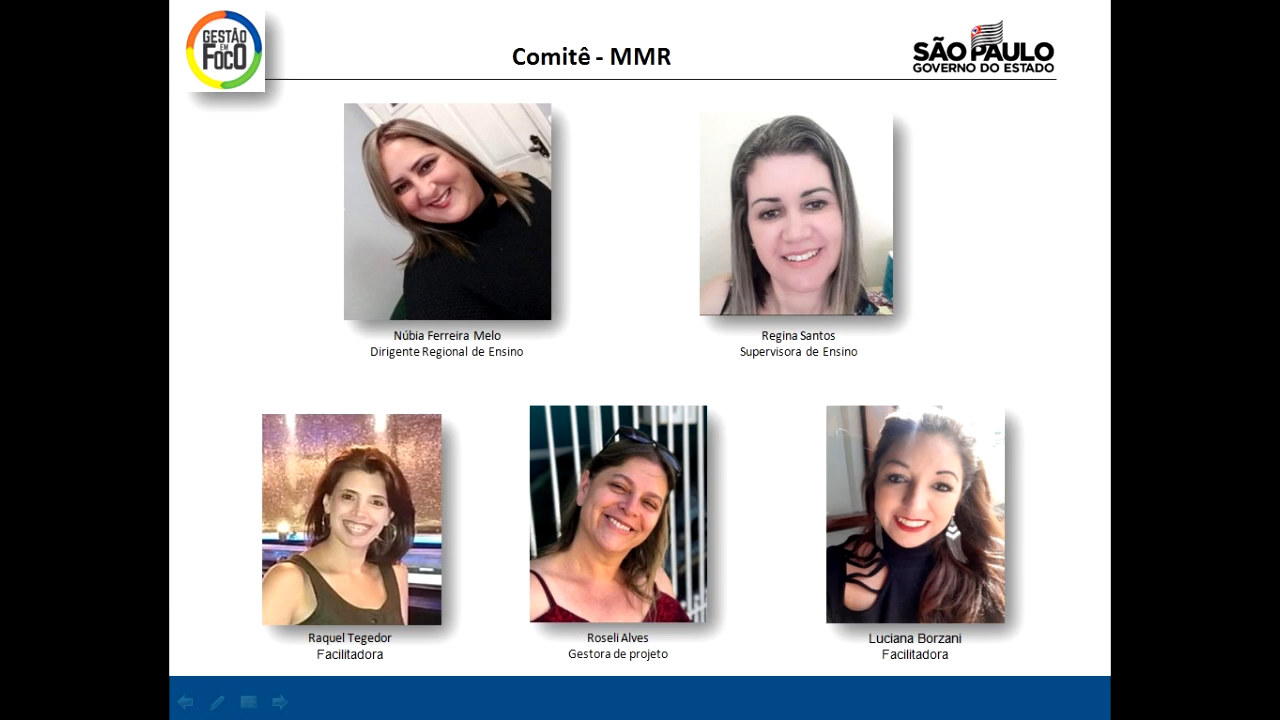 GESTÃO
EM
FOCO
Comitê - MMR
SÃO PAULO
GOVERNO DO ESTADO
Núbia Ferreira Melo
Dirigente Regional de Ensino
Regina Santos
Supervisora de Ensino
Raquel Tegedor
Facilitadora
Roseli Alves
Gestora de projeto
Luciana Borzani
Facilitadora